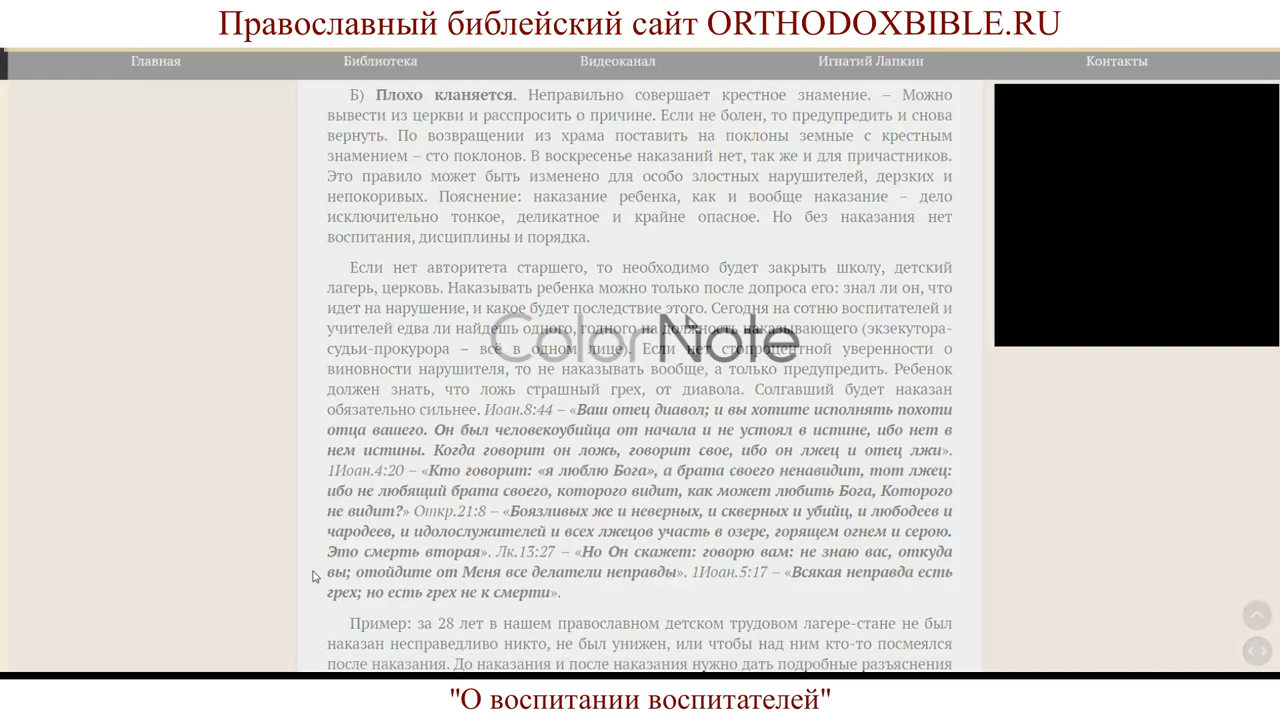 Православный библейский сайт ORTHODOXBIBLE.RU
Главная
Библиотека
Видеоканал
Игнатий Лапкин
Контакты
Б) Плохо кланяется. Неправильно совершает крестное знамение. – Можно
вывести из церкви и расспросить о причине. Если не болен, то предупредить и снова
вернуть. По возвращении из храма поставить на поклоны земные с крестным
знамением – сто поклонов. В воскресенье наказаний нет, так же и для причастников.
Это правило может быть изменено для особо злостных нарушителей, дерзких и
непокоривых. Пояснение: наказание ребенка, как и вообще наказание – дело
исключительно тонкое, деликатное и крайне опасное. Но без наказания нет
воспитания, дисциплины и порядка.
Если нет авторитета старшего, то необходимо будет закрыть школу, детский
лагерь, церковь. Наказывать ребенка можно только после допроса его: знал ли он, что
идет на нарушение, и какое будет последствие этого. Сегодня на сотню воспитателей и
учителей едва ли найдешь одного, годного на должность наказывающего (экзекутора-
судьи-прокурора – всё в одном лице). Если нет стопроцентной уверенности о
виновности нарушителя, то не наказывать вообще, а только предупредить. Ребенок
должен знать, что ложь страшный грех, от диавола. Солгавший будет наказан
обязательно сильнее. Иоан.8:44 – «Ваш отец диавол; и вы хотите исполнять похоти
отца вашего. Он был человекоубийца от начала и не устоял в истине, ибо нет в
нем истины. Когда говорит он ложь, говорит свое, ибо он лжец и отец лжи».
1Иоан.4:20 – «Кто говорит: «я люблю Бога», а брата своего ненавидит, тот лжец:
ибо не любящий брата своего, которого видит, как может любить Бога, Которого
не видит?» Откр.21:8 – «Боязливых же и неверных, и скверных и убийц, и любодеев и
чародеев, и идолослужителей и всех лжецов участь в озере, горящем огнем и серою.
Это смерть вторая». Лк.13:27 – «Но Он скажет: говорю вам: не знаю вас, откуда
вы; отойдите от Меня все делатели неправды». 1Иоан.5:17 – «Всякая неправда есть
грех; но есть грех не к смерти».
Пример: за 28 лет в нашем православном детском трудовом лагере-стане не был
наказан несправедливо никто, не был унижен, или чтобы над ним кто-то посмеялся
после наказания. До наказания и после наказания нужно дать подробные разъяснения
ColorNote
"О воспитании воспитателей"